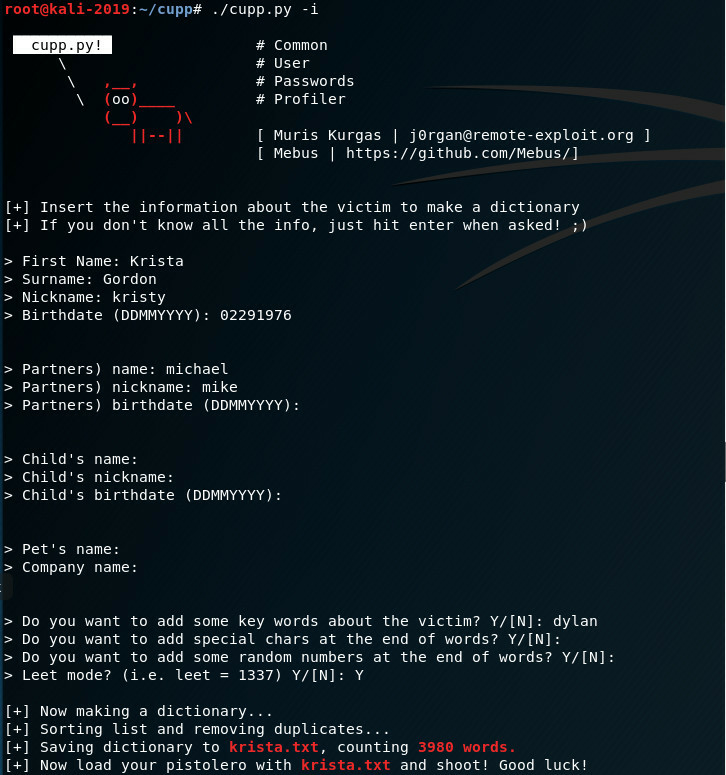 root@kali-2019:~/cupp# ./cupp.py -i
cupp.py! # Common
\ # User
\ ,__, # Passwords
\ (oo)____ # Profiler
(__) )\
||--|| [ Muris Kurgas | j0rgan@remote-exploit.org ]
[ Mebus | https://github.com/Mebus/]
[+] Insert the information about the victim to make a dictionary
[+] If you don't know all the info, just hit enter when asked! ;)
> First Name: Krista
> Surname: Gordon
> Nickname: kristy
> Birthdate (DDMMYYYY): 02291976
> Partners) name: michael
> Partners) nickname: mike
> Partners) birthdate (DDMMYYYY):
> Child's name:
> Child's nickname:
> Child's birthdate (DDMMYYYY):
> Pet's name:
> Company name:
> Do you want to add some key words about the victim? Y/[N]: dylan
> Do you want to add special chars at the end of words? Y/[N]:
> Do you want to add some random numbers at the end of words? Y/[N]:
> Leet mode? (i.e. leet = 1337) Y/[N]: Y
[+] Now making a dictionary...
[+] Sorting list and removing duplicates...
[+] Saving dictionary to krista.txt, counting 3980 words.
[+] Now load your pistolero with krista.txt and shoot! Good luck!